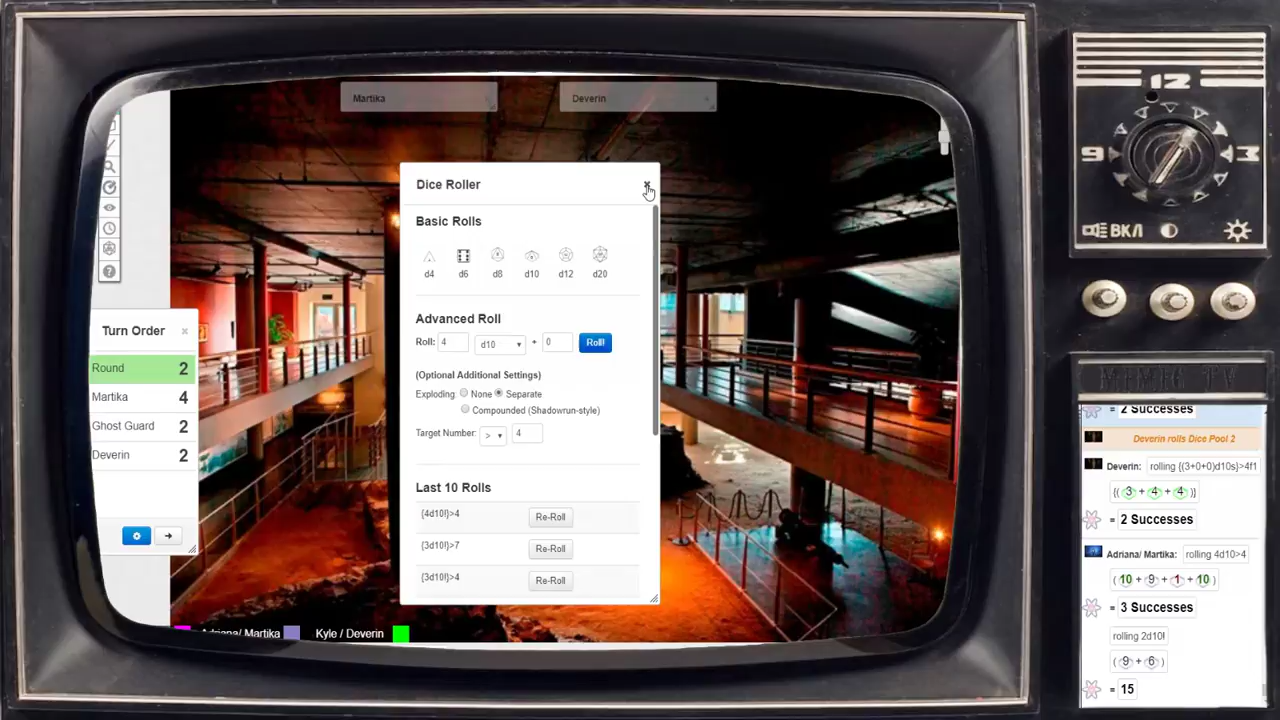 Martika
Deverin
Dice Roller
Basic Rolls
d4 d6 d8 d10 d12 d20
Advanced Roll
Roll: 4 d10 + 0 Roll!
(Optional Additional Settings)
Exploding: None Separate
Compounded (Shadowrun-style)
Target Number: > 4
Last 10 Rolls
{4d10!}>4 Re-Roll
{3d10!}>7 Re-Roll
{3d10!}>4 Re-Roll
Turn Order
Round 2
Martika 4
Ghost Guard 2
Deverin 2
Adriana/ Martika
Kyle / Deverin
12
9
3
ВКЛ
= 2 Successes
Deverin rolls Dice Pool 2
Deverin: rolling {(3+0+0)d10s}>4f1
{( 3 + 4 + 4 )}
= 2 Successes
Adriana/ Martika: rolling 4d10>4
( 10 + 9 + 1 + 10 )
= 3 Successes
rolling 2d10!
( 9 + 6 )
= 15